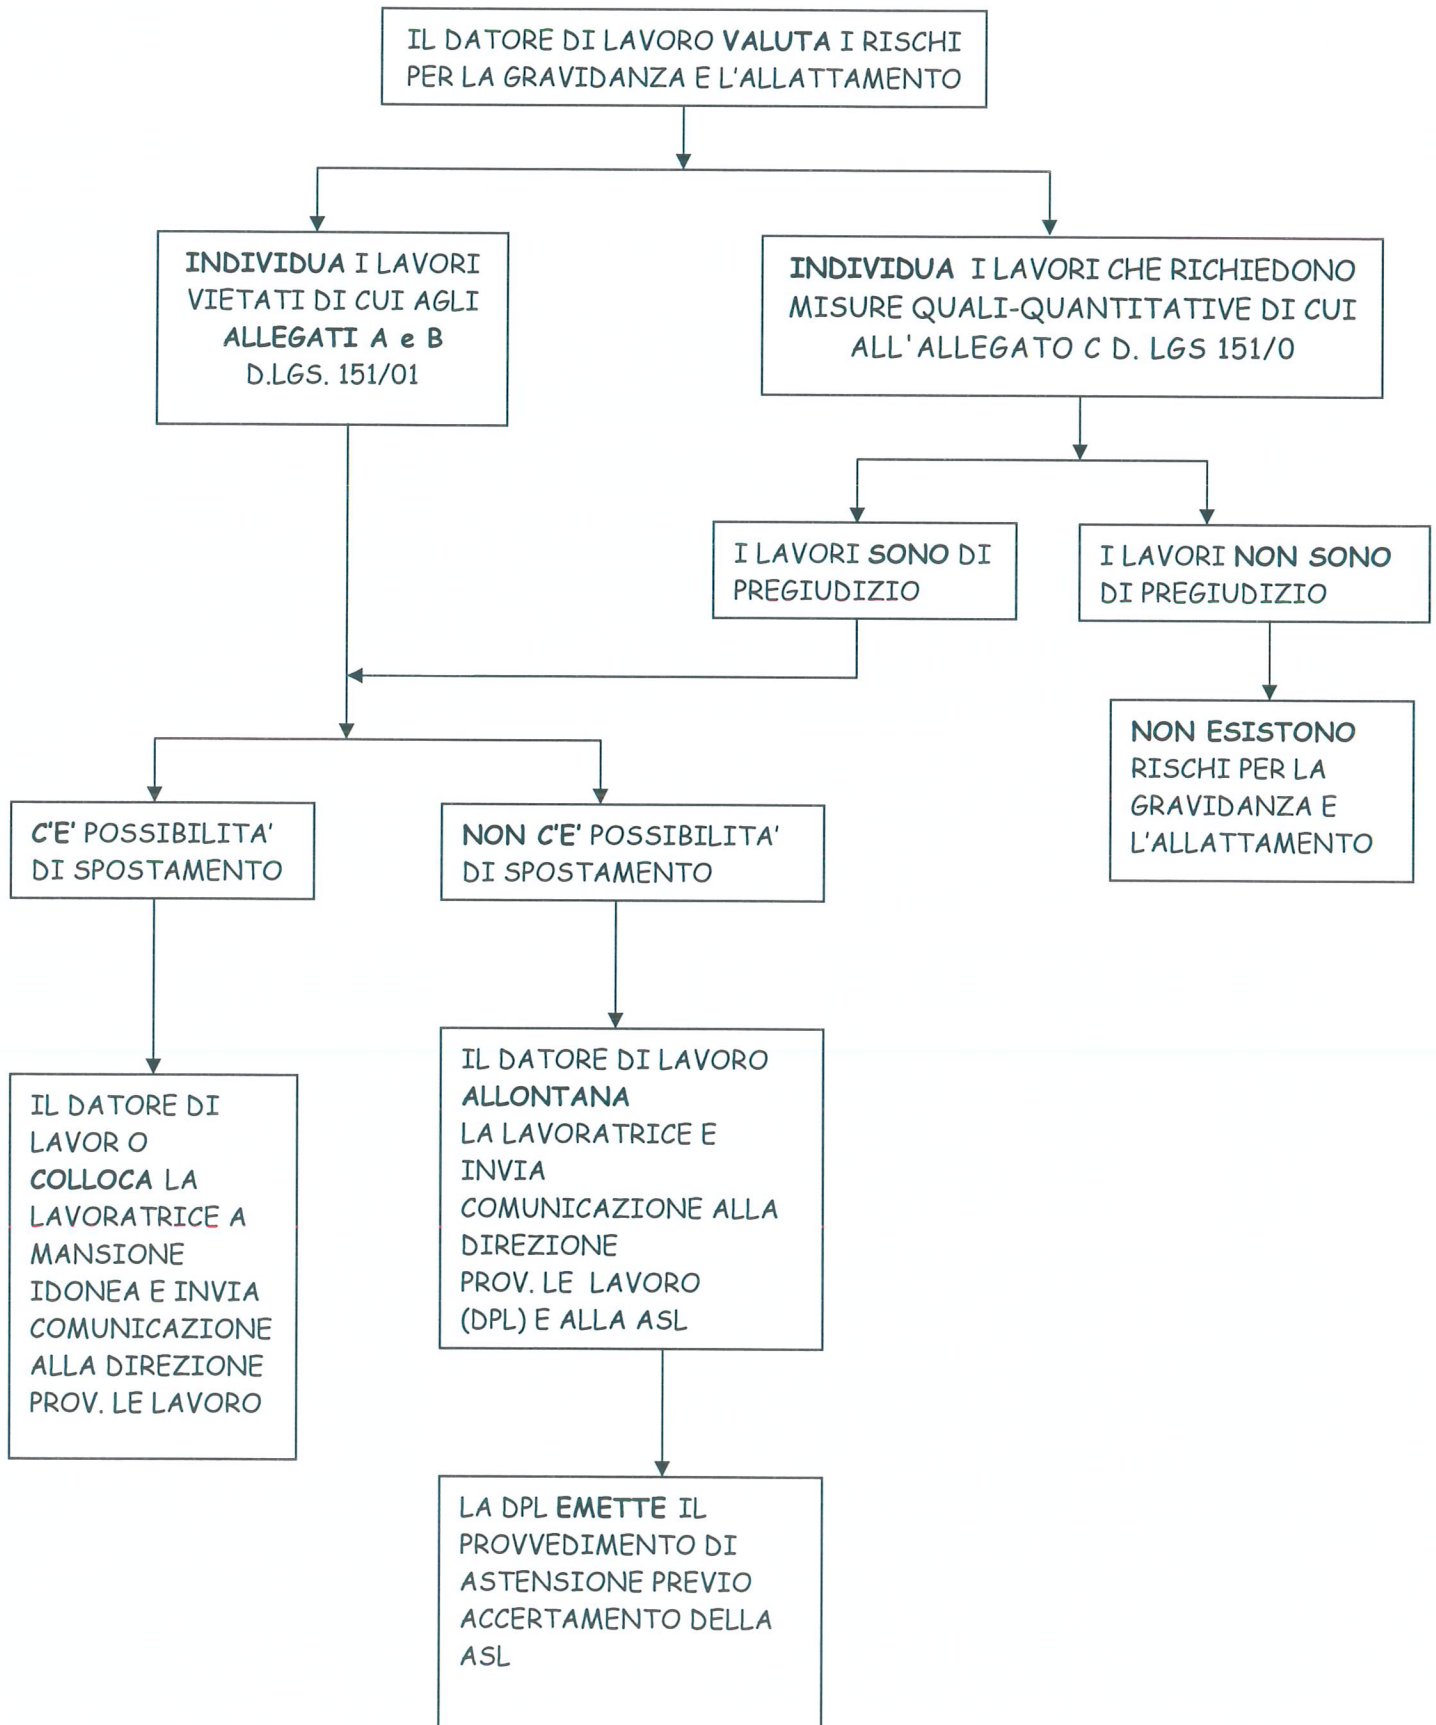 IL DATORE DI LAVORO VALUTA I RISCHI
PER LA GRAVIDANZA E L'ALLATTAMENTO
INDIVIDUA I LAVORI
VIETATI DI CUI AGLI
ALLEGATI A e B
D.LGS. 151/01
INDIVIDUA I LAVORI CHE RICHIEDONO
MISURE QUALI-QUANTITATIVE DI CUI
ALL'ALLEGATO C D. LGS 151/0
I LAVORI SONO DI
PREGIUDIZIO
I LAVORI NON SONO
DI PREGIUDIZIO
NON ESISTONO
RISCHI PER LA
GRAVIDANZA E
L'ALLATTAMENTO
C'E' POSSIBILITA'
DI SPOSTAMENTO
NON C'E' POSSIBILITA'
DI SPOSTAMENTO
IL DATORE DI
LAVOR O
COLLOCA LA
LAVORATRICE A
MANSIONE
IDONEA E INVIA
COMUNICAZIONE
ALLA DIREZIONE
PROV. LE LAVORO
IL DATORE DI LAVORO
ALLONTANA
LA LAVORATRICE E
INVIA
COMUNICAZIONE ALLA
DIREZIONE
PROV. LE LAVORO
(DPL) E ALLA ASL
LA DPL EMETTE IL
PROVVEDIMENTO DI
ASTENSIONE PREVIO
ACCERTAMENTO DELLA
ASL